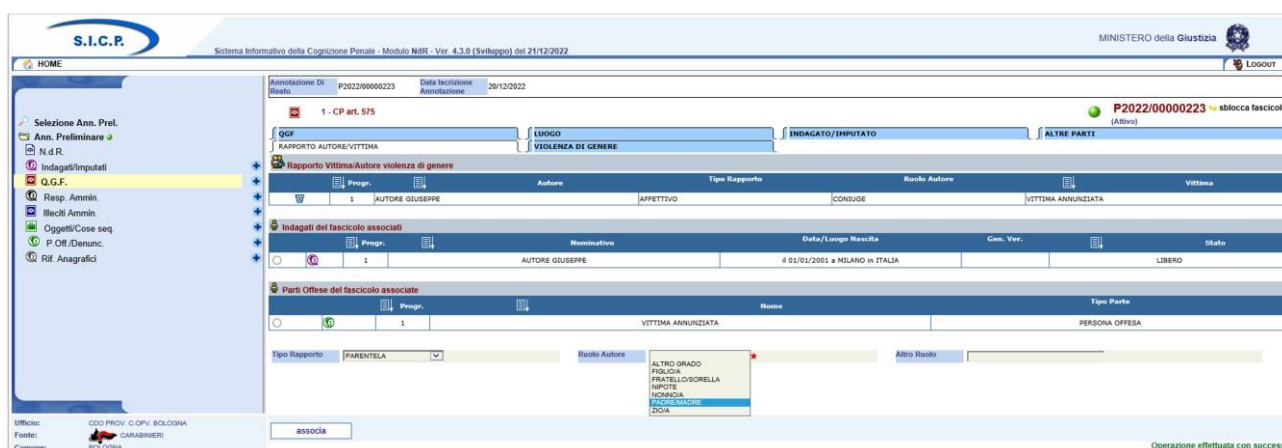 S.I.C.P.
Sistema Informativo della Cognizione Penale - Modulo NdR - Ver. 4.3.0 (Sviluppo) del 21/12/2022
MINISTERO della Giustizia
HOME
LOGOUT
Annotazione Di Reato P2022/00000223 Data Iscrizione Annotazione 20/12/2022
1 - CP art. 575
P2022/00000223 sblocca fascicol
(Attivo)
Selezione Ann. Prel.
Ann. Preliminare
N.d.R.
Indagati/Imputati
Q.G.F.
Resp. Ammin.
Illeciti Ammin.
Oggetti/Cose seq.
P.Off./Denunc.
Rif. Anagrafici
QGF LUOGO INDAGATO/IMPUTATO ALTRE PARTI
RAPPORTO AUTORE/VITTIMA VIOLENZA DI GENERE
Rapporto Vittima/Autore violenza di genere
Progr. Autore Tipo Rapporto Ruolo Autore Vittima
1 AUTORE GIUSEPPE AFFETTIVO CONIUGE VITTIMA ANNUNZIATA
Indagati del fascicolo associati
Progr. Nominativo Data/Luogo Nascita Gen. Ver. Stato
1 AUTORE GIUSEPPE il 01/01/2001 a MILANO in ITALIA LIBERO
Parti Offese del fascicolo associate
Progr. Nome Tipo Parte
1 VITTIMA ANNUNZIATA PERSONA OFFESA
Tipo Rapporto PARENTELA Ruolo Autore * Altro Ruolo
ALTRO GRADO
FIGLIO/A
FRATELLO/SORELLA
NIPOTE
NONNO/A
PADRE/MADRE
ZIO/A
associa
Ufficio: CDO PROV. C.OPV. BOLOGNA
Fonte: CARABINIERI
Comune: BOLOGNA
Operazione effettuata con success